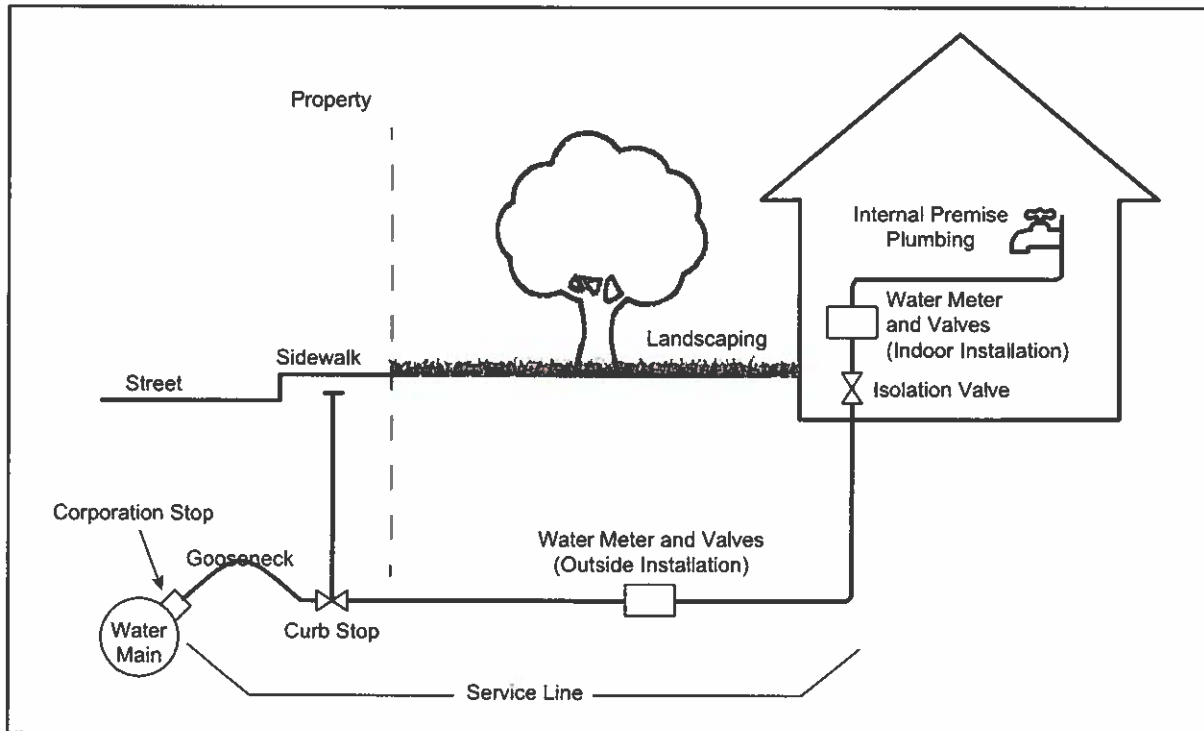 Property
Internal Premise
Plumbing
Water Meter
and Valves
(Indoor Installation)
Landscaping
Sidewalk
Street
Isolation Valve
Corporation Stop
Gooseneck
Water Meter and Valves
(Outside Installation)
Water
Main
Curb Stop
Service Line